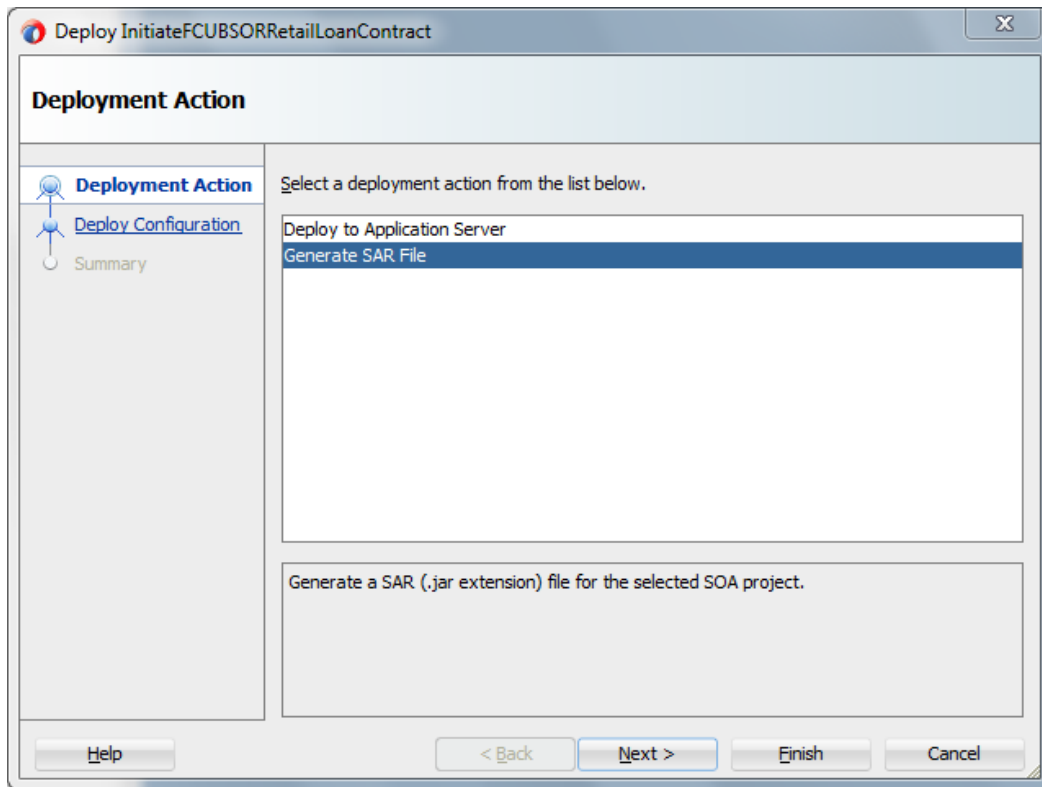 Deploy InitiateFCUBSORRetailLoanContract
Deployment Action
Deployment Action
Deploy Configuration
Summary
Select a deployment action from the list below.
Deploy to Application Server
Generate SAR File
Generate a SAR (.jar extension) file for the selected SOA project.
Help
< Back
Next >
Finish
Cancel